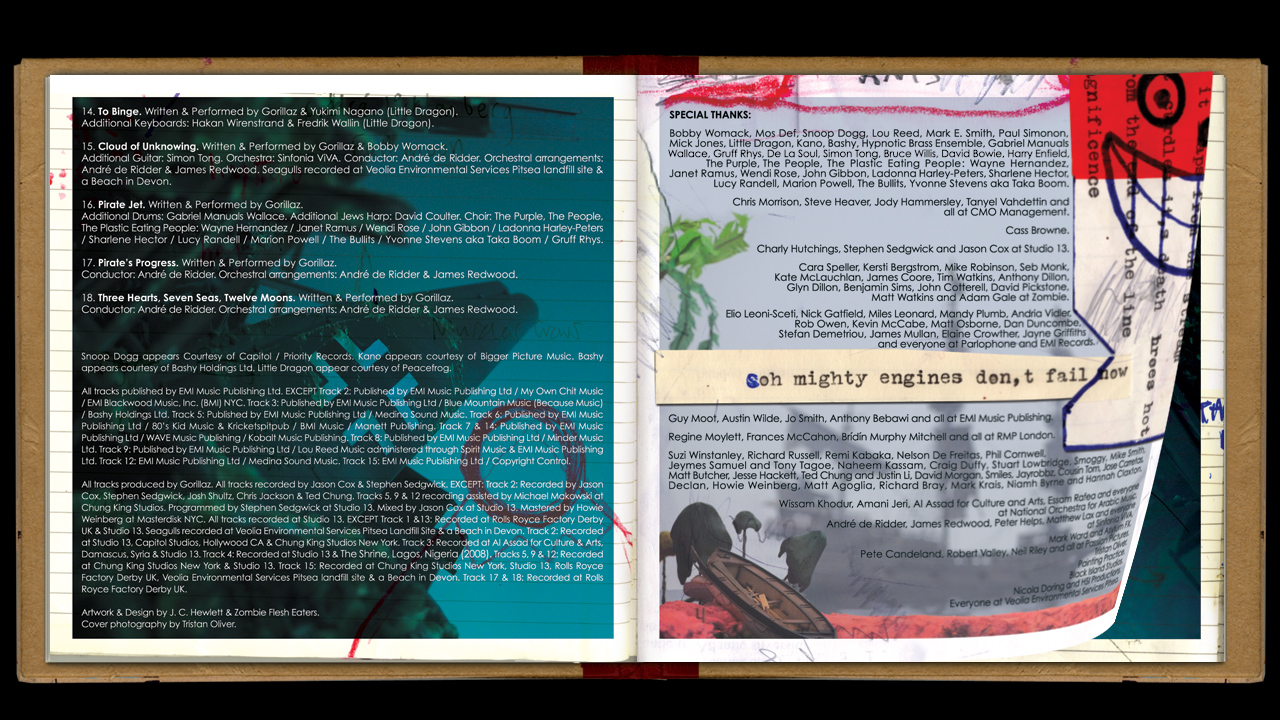 14. To Binge. Written & Performed by Gorillaz & Yukimi Nagano (Little Dragon).
Additional Keyboards: Hakan Wirenstrand & Fredrik Wallin (Little Dragon).
15. Cloud of Unknowing. Written & Performed by Gorillaz & Bobby Womack.
Additional Guitar: Simon Tong. Orchestra: Sinfonia ViVA. Conductor: André de Ridder. Orchestral arrangements:
André de Ridder & James Redwood. Seagulls recorded at Veolia Environmental Services Pitsea landfill site &
a Beach in Devon.
16. Pirate Jet. Written & Performed by Gorillaz.
Additional Drums: Gabriel Manuals Wallace. Additional Jews Harp: David Coulter. Choir: The Purple, The People,
The Plastic Eating People: Wayne Hernandez / Janet Ramus / Wendi Rose / John Gibbon / Ladonna Harley-Peters
/ Sharlene Hector / Lucy Randell / Marion Powell / The Bullits / Yvonne Stevens aka Taka Boom / Gruff Rhys.
17. Pirate's Progress. Written & Performed by Gorillaz.
Conductor: André de Ridder. Orchestral arrangements: André de Ridder & James Redwood.
18. Three Hearts, Seven Seas, Twelve Moons. Written & Performed by Gorillaz.
Conductor: André de Ridder. Orchestral arrangements: André de Ridder & James Redwood.
Snoop Dogg appears Courtesy of Capitol / Priority Records. Kano appears courtesy of Bigger Picture Music. Bashy
appears courtesy of Bashy Holdings Ltd. Little Dragon appear courtesy of Peacefrog.
All tracks published by EMI Music Publishing Ltd. EXCEPT Track 2: Published by EMI Music Publishing Ltd / My Own Chit Music
/ EMI Blackwood Music, Inc. (BMI) NYC. Track 3: Published by EMI Music Publishing Ltd / Blue Mountain Music (Because Music)
/ Bashy Holdings Ltd. Track 5: Published by EMI Music Publishing Ltd / Medina Sound Music. Track 6: Published by EMI Music
Publishing Ltd / 80's Kid Music & Kricketspitpub / BMI Music / Manett Publishing. Track 7 & 14: Published by EMI Music
Publishing Ltd / WAVE Music Publishing / Kobalt Music Publishing. Track 8: Published by EMI Music Publishing Ltd / Minder Music
Ltd. Track 9: Published by EMI Music Publishing Ltd / Lou Reed Music administered through Spirit Music & EMI Music Publishing
Ltd. Track 12: EMI Music Publishing Ltd / Medina Sound Music. Track 15: EMI Music Publishing Ltd / Copyright Control.
All tracks produced by Gorillaz. All tracks recorded by Jason Cox & Stephen Sedgwick, EXCEPT: Track 2: Recorded by Jason
Cox, Stephen Sedgwick, Josh Shultz, Chris Jackson & Ted Chung. Tracks 5, 9 & 12 recording assisted by Michael Makowski at
Chung King Studios. Programmed by Stephen Sedgwick at Studio 13. Mixed by Jason Cox at Studio 13. Mastered by Howie
Weinberg at Masterdisk NYC. All tracks recorded at Studio 13. EXCEPT Track 1 &13: Recorded at Rolls Royce Factory Derby
UK & Studio 13. Seagulls recorded at Veolia Environmental Services Pitsea Landfill Site & a Beach in Devon. Track 2: Recorded
at Studio 13. Capitol Studios, Hollywood CA & Chung King Studios New York. Track 3: Recorded at Al Assad for Culture & Arts,
Damascus, Syria & Studio 13. Track 4: Recorded at Studio 13 & The Shrine, Lagos, Nigeria (2008). Tracks 5, 9 & 12: Recorded
at Chung King Studios New York & Studio 13. Track 15: Recorded at Chung King Studios New York, Studio 13, Rolls Royce
Factory Derby UK, Veolia Environmental Services Pitsea landfill site & a Beach in Devon. Track 17 & 18: Recorded at Rolls
Royce Factory Derby UK.
Artwork & Design by J. C. Hewlett & Zombie Flesh Eaters.
Cover photography by Tristan Oliver.
SPECIAL THANKS:
Bobby Womack, Mos Def, Snoop Dogg, Lou Reed, Mark E. Smith, Paul Simonon,
Mick Jones, Little Dragon, Kano, Bashy, Hypnotic Brass Ensemble, Gabriel Manuals
Wallace, Gruff Rhys, De La Soul, Simon Tong, Bruce Willis, David Bowie, Harry Enfield,
The Purple, The People, The Plastic Eating People: Wayne Hernandez,
Janet Ramus, Wendi Rose, John Gibbon, Ladonna Harley-Peters, Sharlene Hector,
Lucy Randell, Marion Powell, The Bullits, Yvonne Stevens aka Taka Boom.
Chris Morrison, Steve Heaver, Jody Hammersley, Tanyel Vahdettin and
all at CMO Management.
Cass Browne.
Charly Hutchings, Stephen Sedgwick and Jason Cox at Studio 13.
Cara Speller, Kersti Bergstrom, Mike Robinson, Seb Monk,
Kate McLauchlan, James Coore, Tim Watkins, Anthony Dillon,
Glyn Dillon, Benjamin Sims, John Cotterell, David Pickstone,
Matt Watkins and Adam Gale at Zombie.
Elio Leoni-Sceti, Nick Gatfield, Miles Leonard, Mandy Plumb, Andria Vidler,
Rob Owen, Kevin McCabe, Matt Osborne, Dan Duncombe,
Stefan Demetriou, James Mullan, Elaine Crowther, Jayne Griffiths
and everyone at Parlophone and EMI Records.
soh mighty engines don,t fail now
Guy Moot, Austin Wilde, Jo Smith, Anthony Bebawi and all at EMI Music Publishing.
Regine Moylett, Frances McCahon, Bridín Murphy Mitchell and all at RMP London.
Suzi Winstanley, Richard Russell, Remi Kabaka, Nelson De Freitas, Phil Cornwell,
Jeymes Samuel and Tony Tagoe, Naheem Kassam, Craig Duffy, Stuart Lowbridge, Smoggy, Mike Smith,
Matt Butcher, Jesse Hackett, Ted Chung and Justin Li, David Morgan, Smiles, Jayrobbz, Cousin Tom, Jose Carretas
Declan, Howie Weinberg, Matt Agoglia, Richard Bray, Mark Krais, Niamh Byrne and Hannah Clarkson.
Wissam Khodur, Amani Jeri, Al Assad for Culture and Arts. Essam Rafea and everyone
at National Orchestra for Arabic Music.
André de Ridder, James Redwood, Peter Helps, Matthew Lax and everyone
at Sinfonia ViVA.
Mark Ward and FX.
Pete Candeland, Robert Valley, Neil Riley and all at Passion Pictures.
Tristan Oliver.
Painting Practice.
Black Island Studios.
Nicola Daring and HSI Productions.
Everyone at Veolia Environmental Services Pitsea.
gnificence
om the end of the line
death